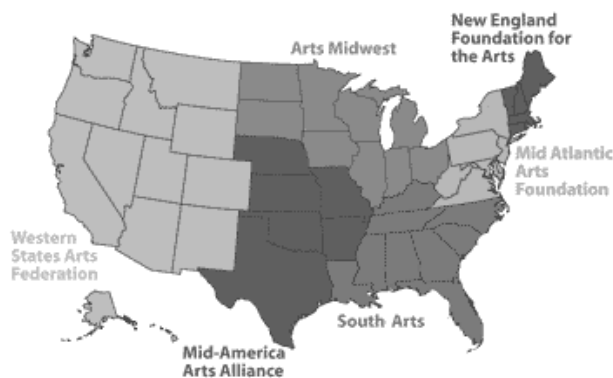 New England
Foundation for
the Arts
Arts Midwest
Mid Atlantic
Arts
Foundation
Western
States Arts
Federation
South Arts
Mid-America
Arts Alliance